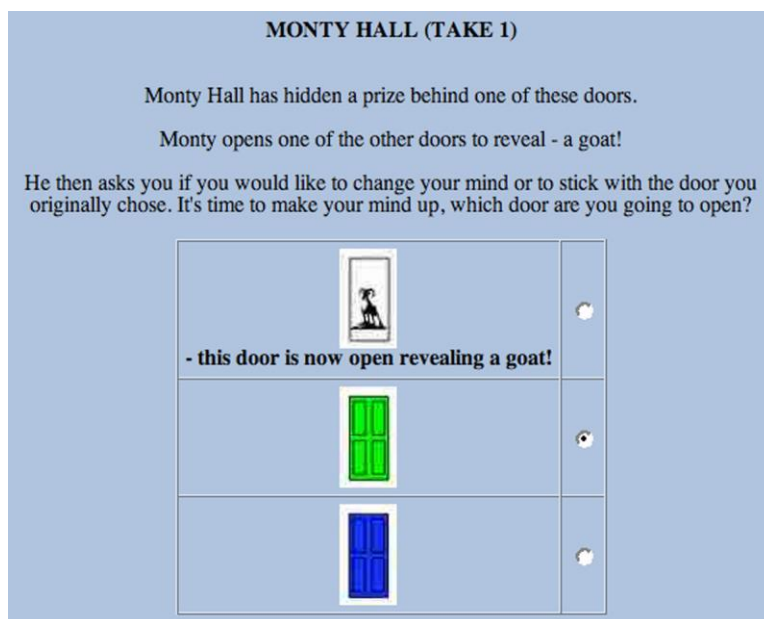 MONTY HALL (TAKE 1)
Monty Hall has hidden a prize behind one of these doors.
Monty opens one of the other doors to reveal - a goat!
He then asks you if you would like to change your mind or to stick with the door you
originally chose. It's time to make your mind up, which door are you going to open?
- this door is now open revealing a goat!